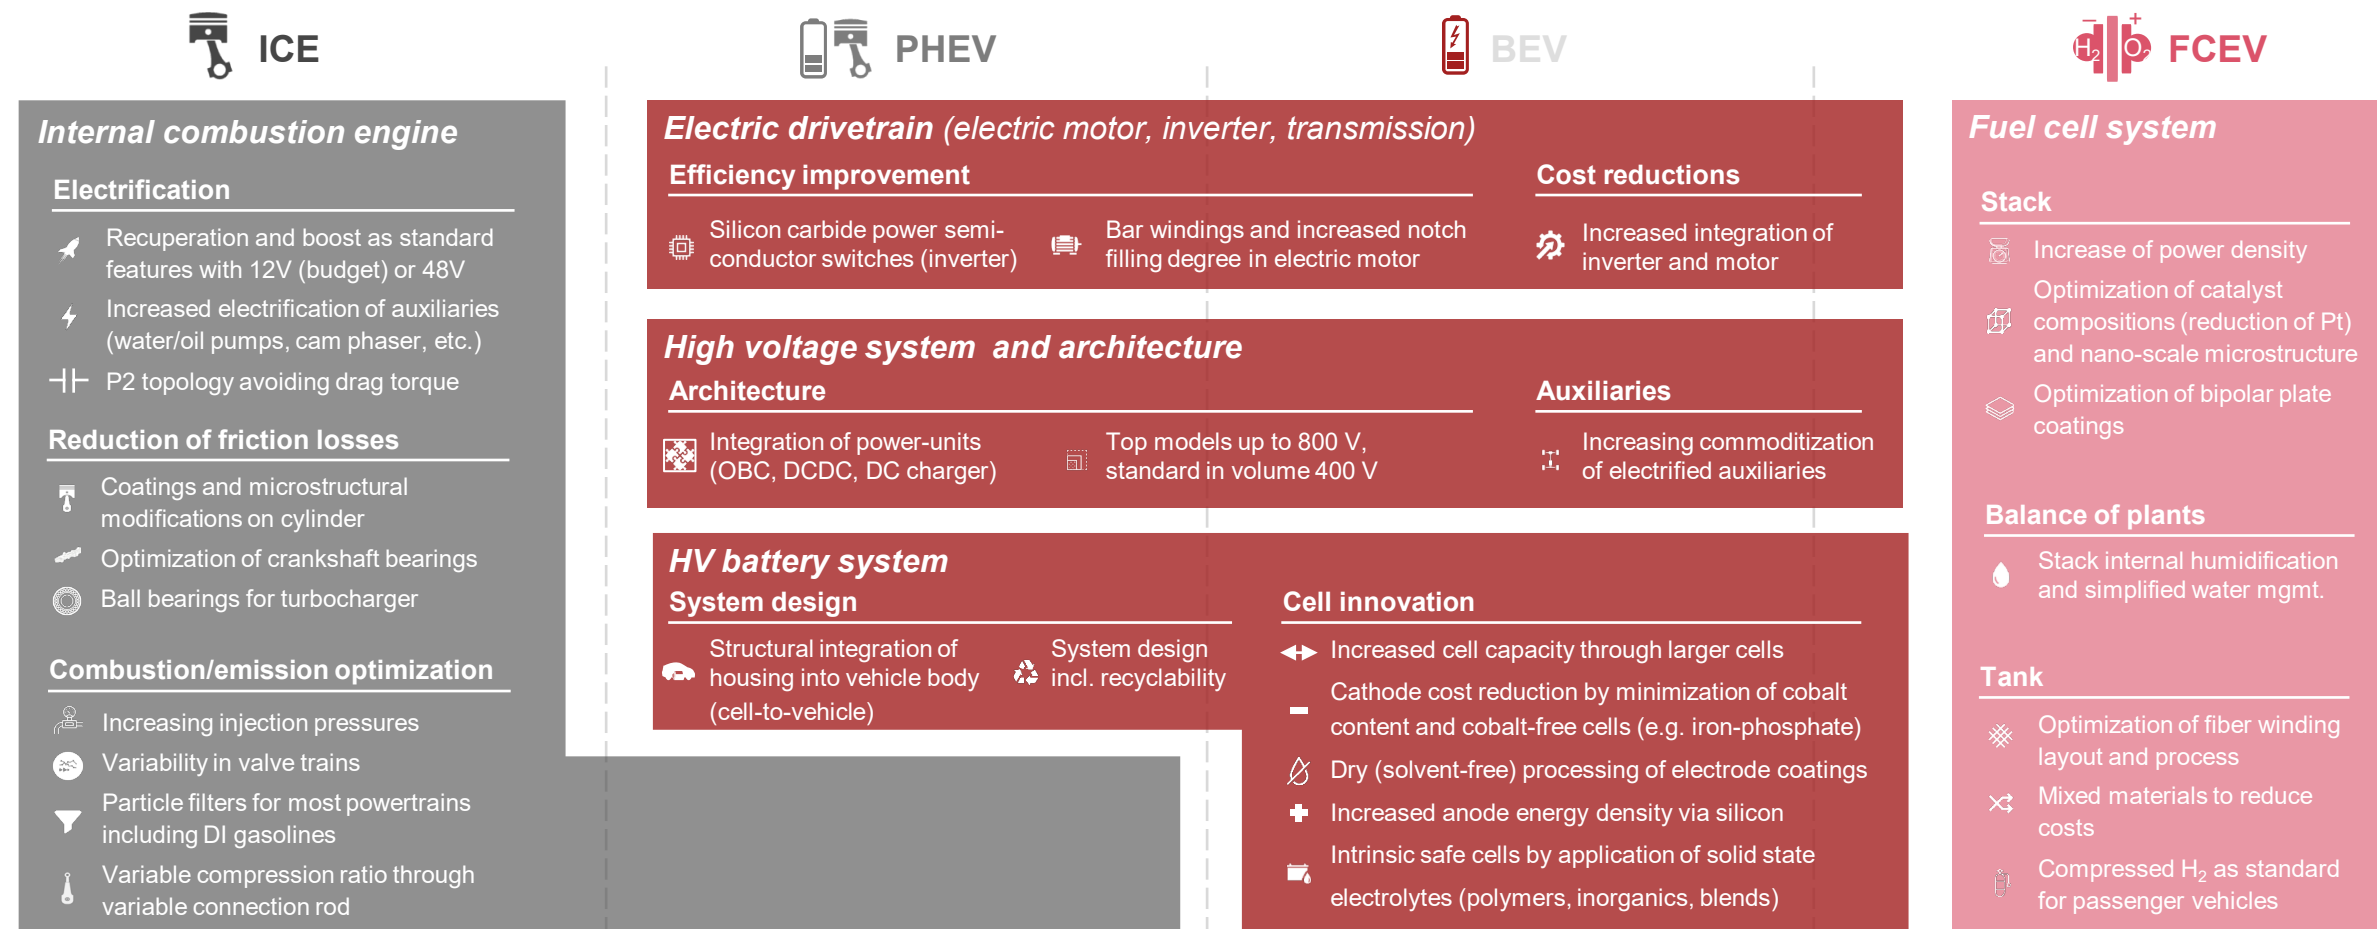 ICE
PHEV
BEV
H2 O2
− +
FCEV
Internal combustion engine
Electrification
Recuperation and boost as standard
features with 12V (budget) or 48V
Increased electrification of auxiliaries
(water/oil pumps, cam phaser, etc.)
P2 topology avoiding drag torque
Reduction of friction losses
Coatings and microstructural
modifications on cylinder
Optimization of crankshaft bearings
Ball bearings for turbocharger
Combustion/emission optimization
Increasing injection pressures
Variability in valve trains
Particle filters for most powertrains
including DI gasolines
Variable compression ratio through
variable connection rod
Electric drivetrain (electric motor, inverter, transmission)
Efficiency improvement
Silicon carbide power semi-
conductor switches (inverter)
Bar windings and increased notch
filling degree in electric motor
Cost reductions
Increased integration of
inverter and motor
High voltage system and architecture
Architecture
Integration of power-units
(OBC, DCDC, DC charger)
Top models up to 800 V,
standard in volume 400 V
Auxiliaries
Increasing commoditization
of electrified auxiliaries
HV battery system
System design
Structural integration of
housing into vehicle body
(cell-to-vehicle)
System design
incl. recyclability
Cell innovation
Increased cell capacity through larger cells
Cathode cost reduction by minimization of cobalt
content and cobalt-free cells (e.g. iron-phosphate)
Dry (solvent-free) processing of electrode coatings
Increased anode energy density via silicon
Intrinsic safe cells by application of solid state
electrolytes (polymers, inorganics, blends)
Fuel cell system
Stack
Increase of power density
Optimization of catalyst
compositions (reduction of Pt)
and nano-scale microstructure
Optimization of bipolar plate
coatings
Balance of plants
Stack internal humidification
and simplified water mgmt.
Tank
Optimization of fiber winding
layout and process
Mixed materials to reduce
costs
Compressed H2 as standard
for passenger vehicles